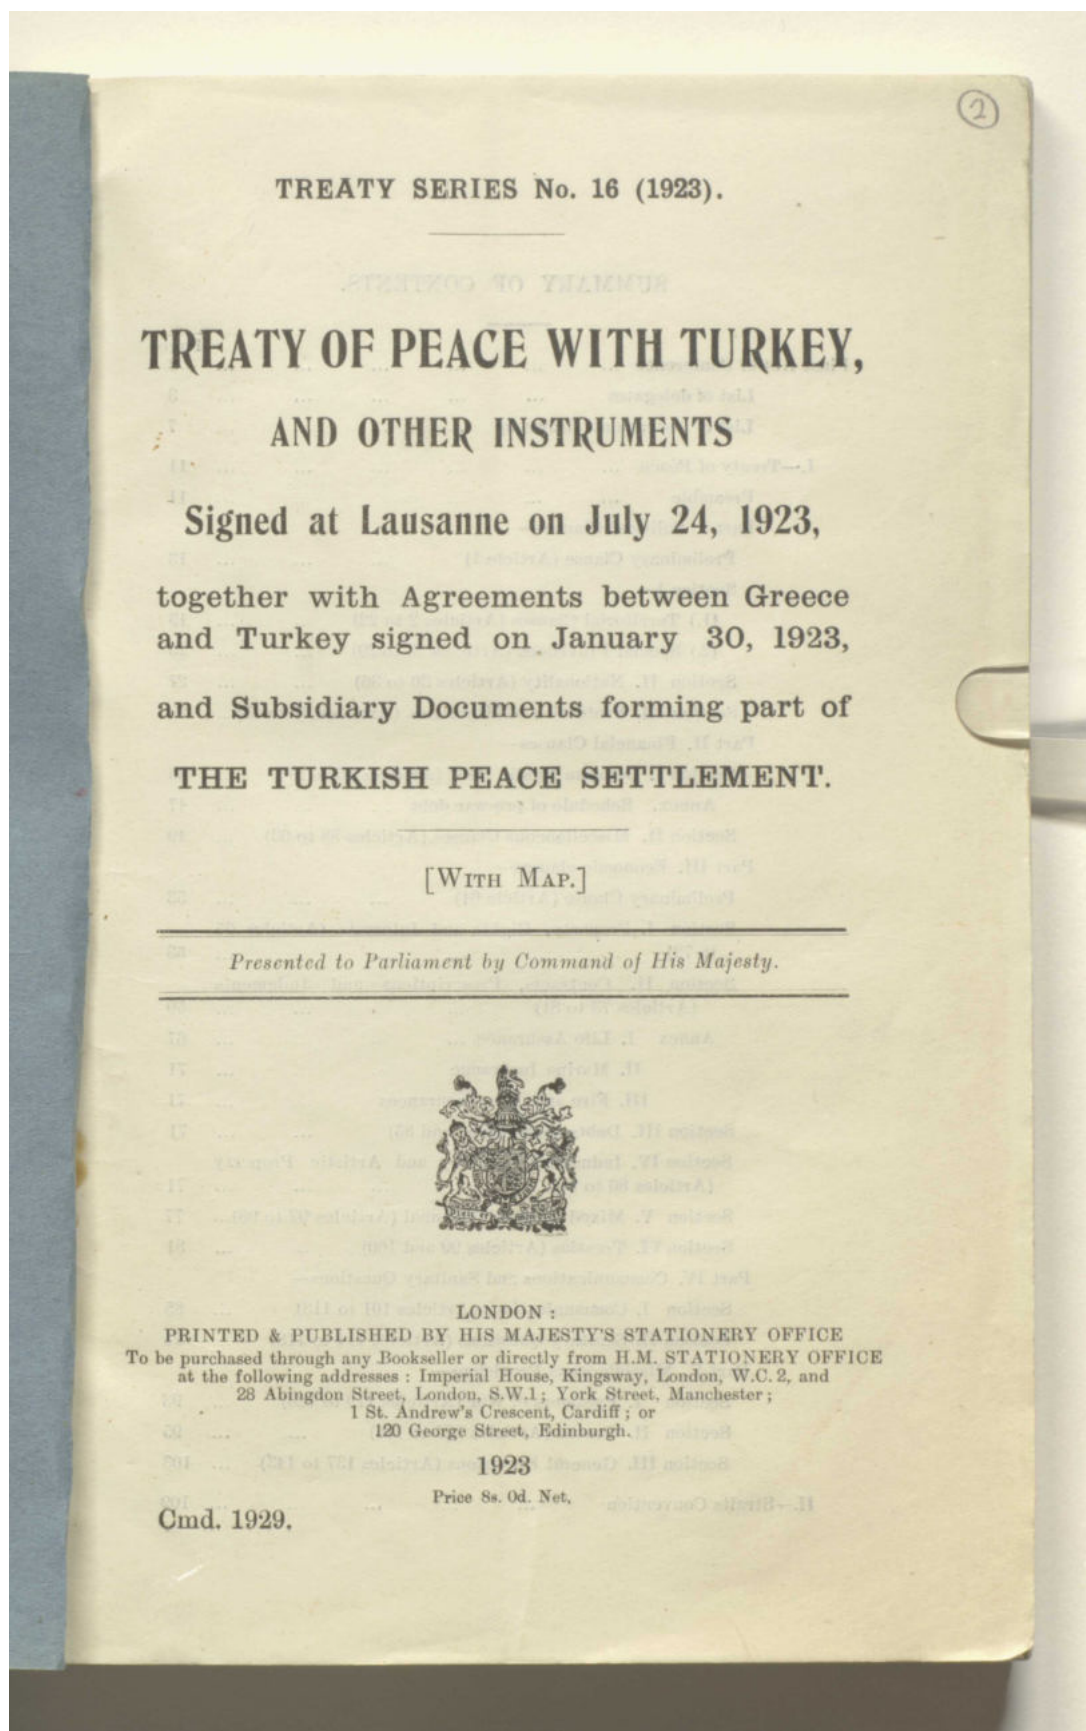 2
TREATY SERIES No. 16 (1923).
TREATY OF PEACE WITH TURKEY,
AND OTHER INSTRUMENTS
Signed at Lausanne on July 24, 1923,
together with Agreements between Greece
and Turkey signed on January 30, 1923,
and Subsidiary Documents forming part of
THE TURKISH PEACE SETTLEMENT.
[WITH MAP.]
Presented to Parliament by Command of His Majesty.
LONDON :
PRINTED & PUBLISHED BY HIS MAJESTY'S STATIONERY OFFICE
To be purchased through any Bookseller or directly from H.M. STATIONERY OFFICE
at the following addresses : Imperial House, Kingsway, London, W.C. 2, and
28 Abingdon Street, London, S.W.1; York Street, Manchester;
1 St. Andrew's Crescent, Cardiff; or
120 George Street, Edinburgh.
1923
Price 8s. 0d. Net.
Cmd. 1929.